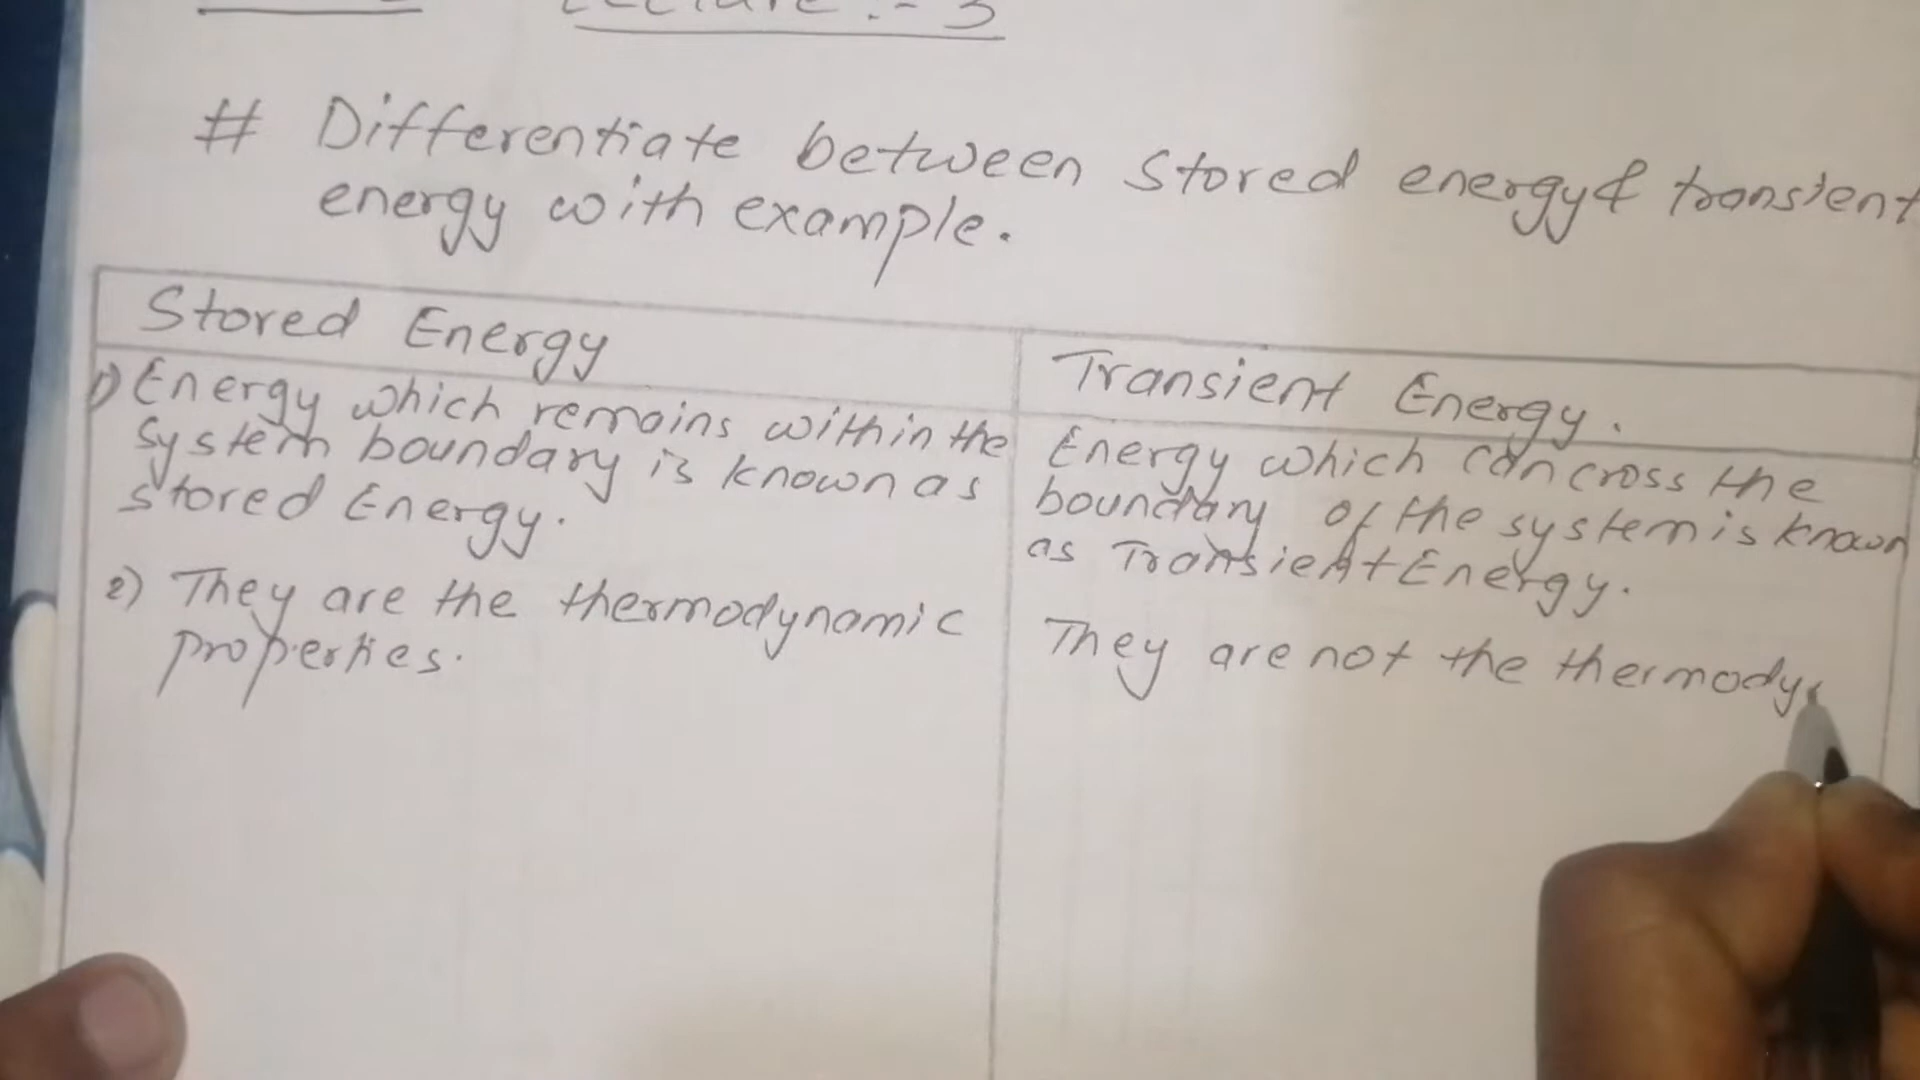 Lecture :- 3
# Differentiate between Stored energy & transient
energy with example.
Stored Energy
1) Energy which remains within the
system boundary is known as
stored Energy.
2) They are the thermodynamic
properties.
Transient Energy.
Energy which can cross the
boundary of the system is known
as Transient Energy.
They are not the thermody